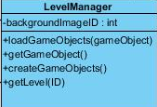 LevelManager
-backgroundImageID : int
+loadGameObjects(gameObject)
+getGameObject()
+createGameObjects()
+getLevel(ID)